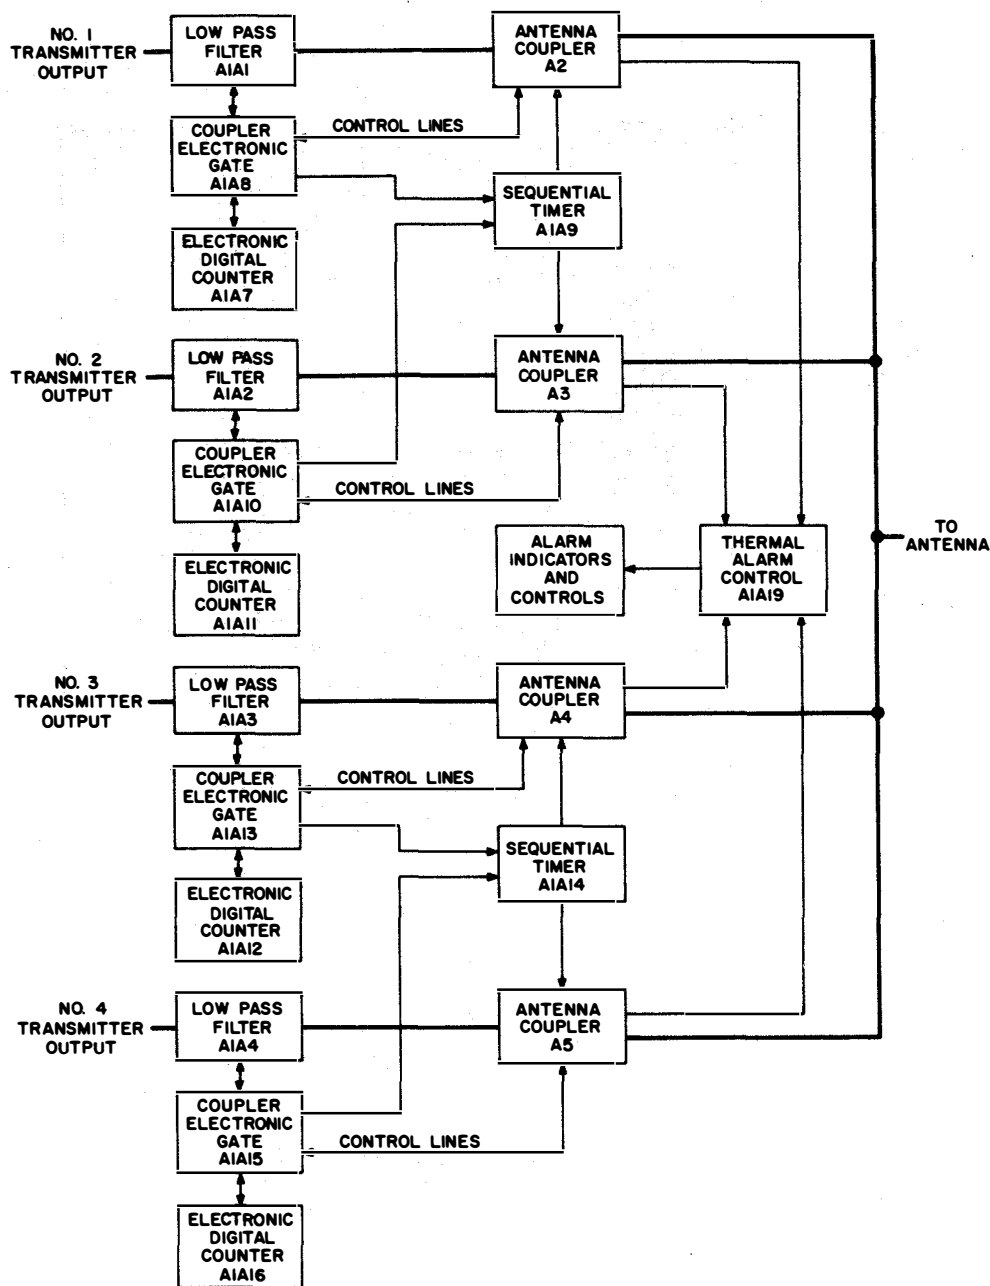 NO. 1
TRANSMITTER
OUTPUT
LOW PASS
FILTER
A1A1
ANTENNA
COUPLER
A2
COUPLER
ELECTRONIC
GATE
A1A8
CONTROL LINES
SEQUENTIAL
TIMER
A1A9
ELECTRONIC
DIGITAL
COUNTER
A1A7
NO. 2
TRANSMITTER
OUTPUT
LOW PASS
FILTER
A1A2
ANTENNA
COUPLER
A3
COUPLER
ELECTRONIC
GATE
A1A10
CONTROL LINES
ELECTRONIC
DIGITAL
COUNTER
A1A11
ALARM
INDICATORS
AND
CONTROLS
THERMAL
ALARM
CONTROL
A1A19
TO
ANTENNA
NO. 3
TRANSMITTER
OUTPUT
LOW PASS
FILTER
A1A3
ANTENNA
COUPLER
A4
COUPLER
ELECTRONIC
GATE
A1A13
CONTROL LINES
SEQUENTIAL
TIMER
A1A14
ELECTRONIC
DIGITAL
COUNTER
A1A12
NO. 4
TRANSMITTER
OUTPUT
LOW PASS
FILTER
A1A4
ANTENNA
COUPLER
A5
COUPLER
ELECTRONIC
GATE
A1A15
CONTROL LINES
ELECTRONIC
DIGITAL
COUNTER
A1A16